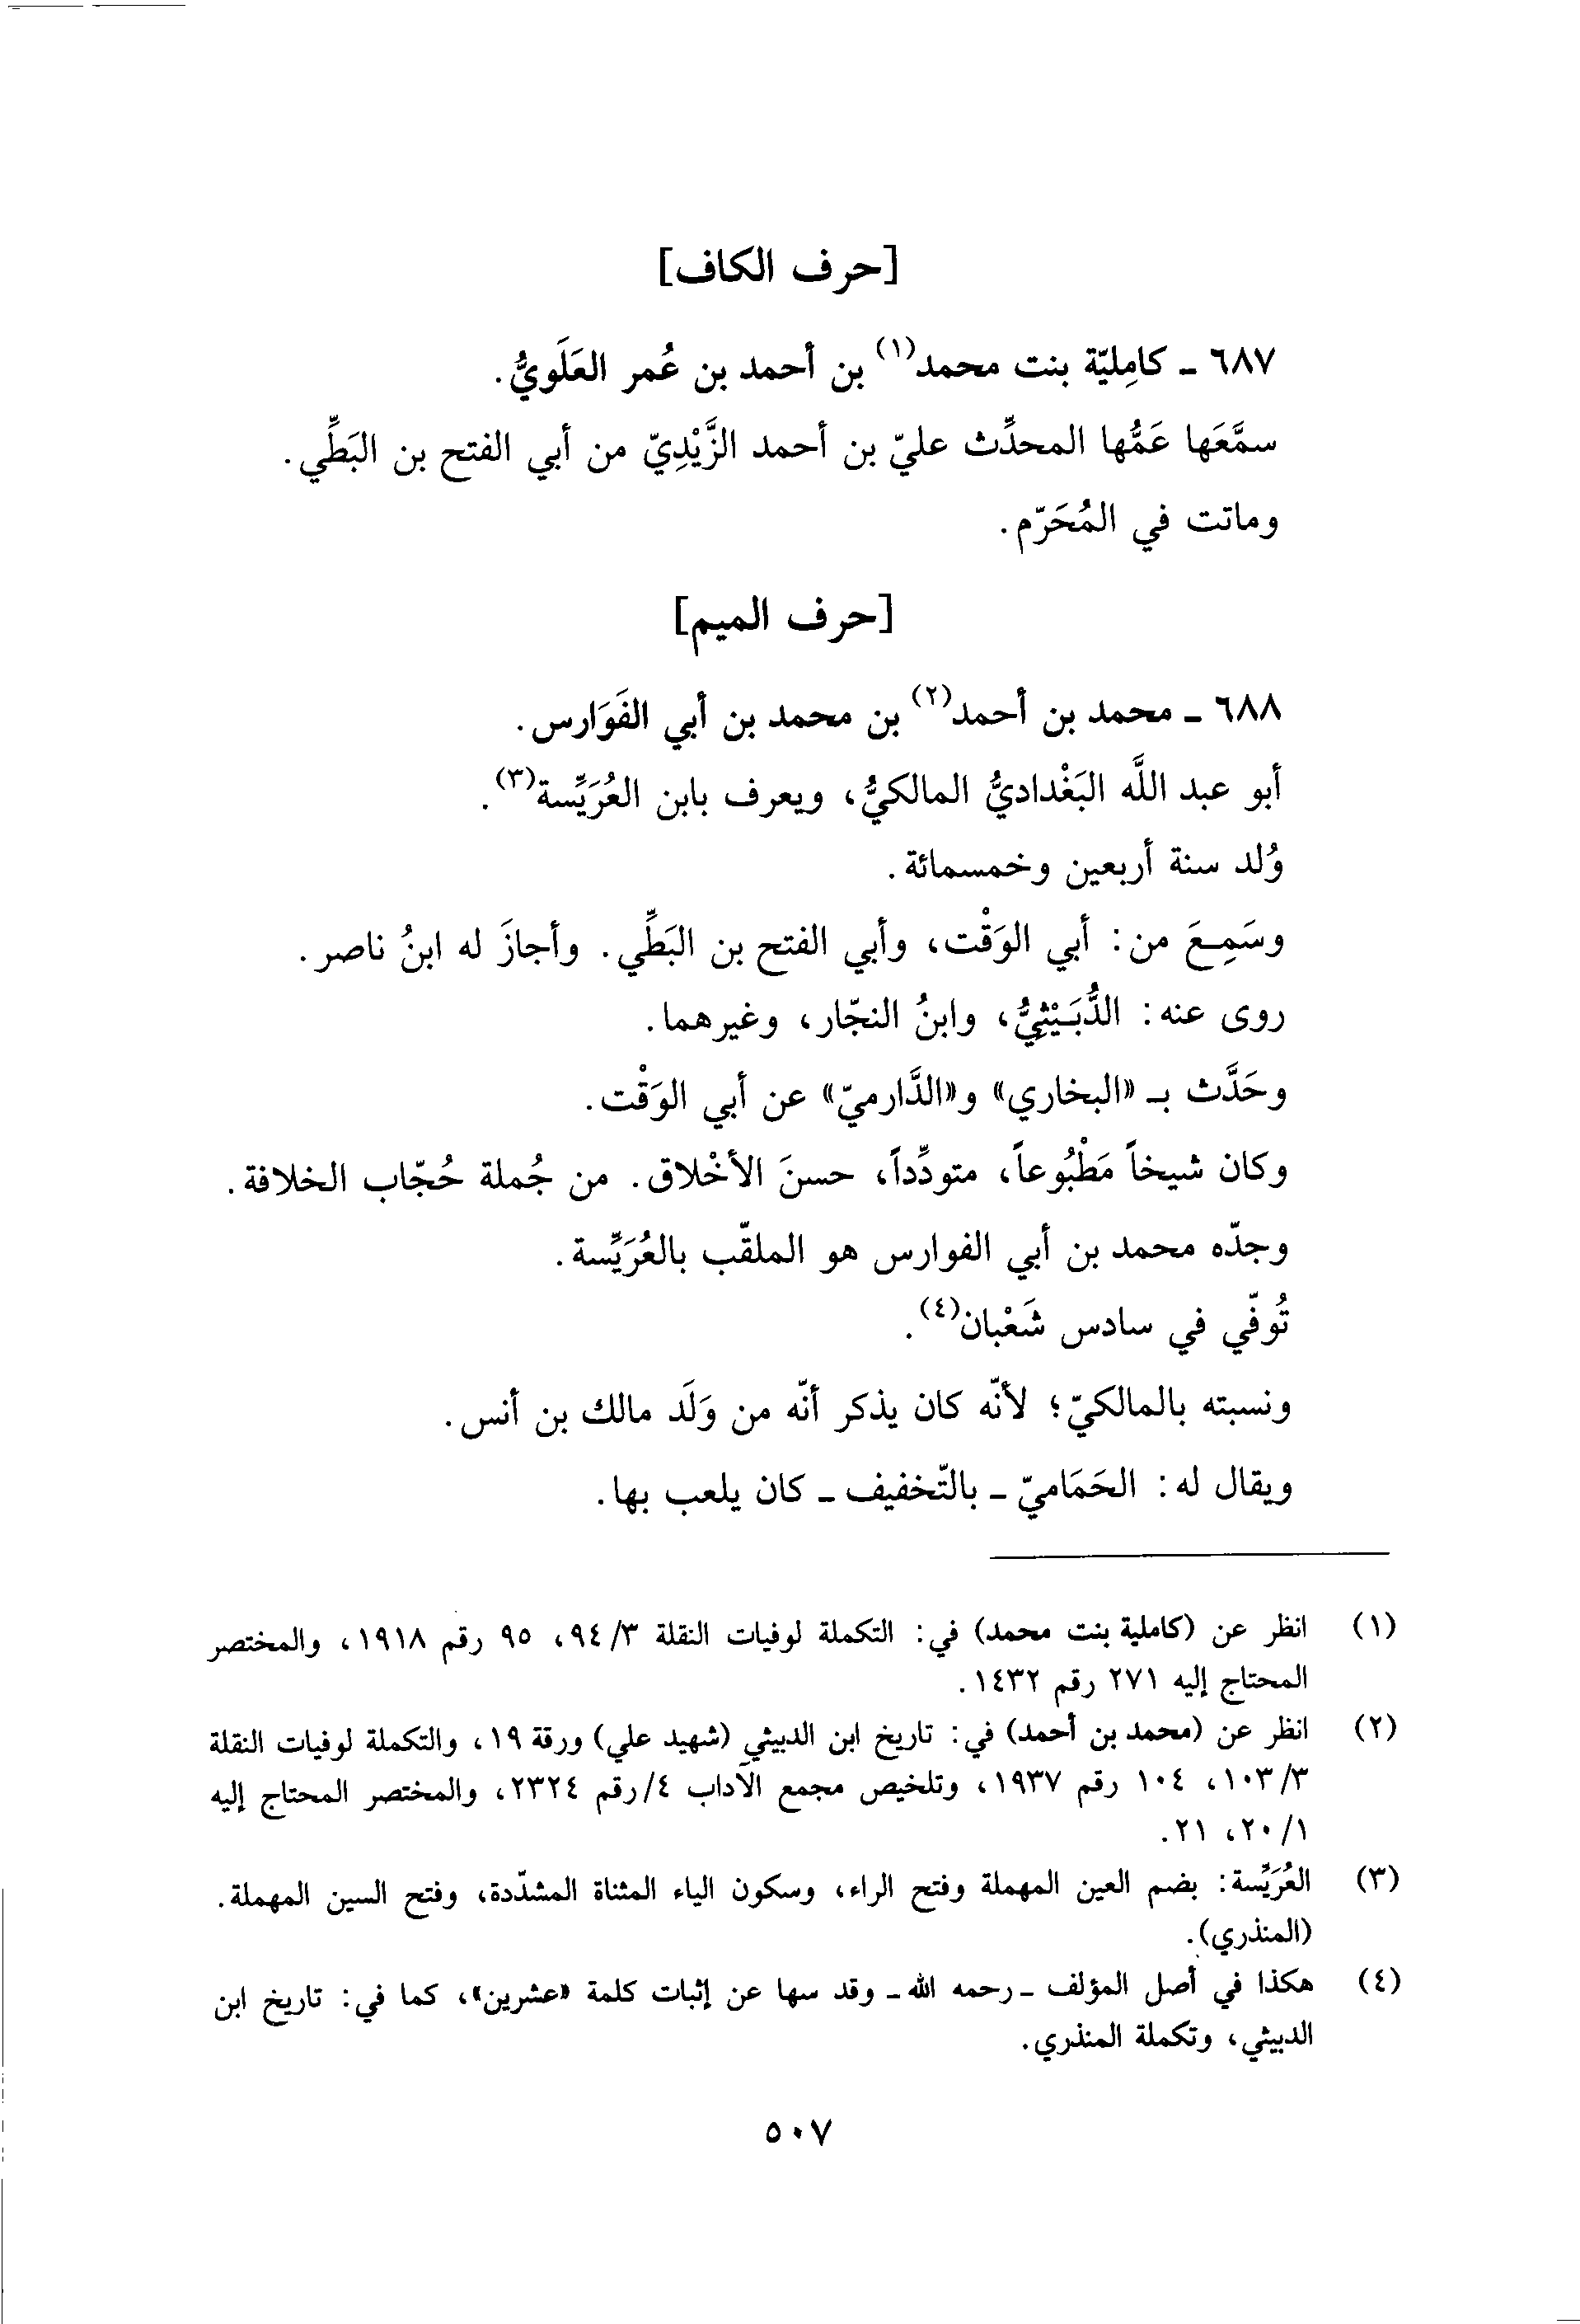 [حرف الكاف]
٦٨٧ - كامِليّة بنت محمد(١) بن أحمد بن عُمر العَلَويُّ.
سمَّعَها عَمُّها المحدِّث عليّ بن أحمد الزَّيْدِيّ من أبي الفتح بن البَطِّي.
وماتت في المُحَرّم.
[حرف الميم]
٦٨٨ - محمد بن أحمد(٢) بن محمد بن أبي الفَوَارس.
أبو عبد اللَّه البَغْداديُّ المالكيُّ، ويعرف بابن العُرَيِّسة(٣).
وُلد سنة أربعين وخمسمائة.
وسَمِعَ من: أبي الوَقْت، وأبي الفتح بن البَطِّي. وأجازَ له ابنُ ناصر.
روى عنه: الدُّبَيْثِيُّ، وابنُ النجّار، وغيرهما.
وحَدَّث بـ «البخاري» و«الدَّارميّ» عن أبي الوَقْت.
وكان شيخاً مَطْبُوعاً، متودِّداً، حسنَ الأخْلاق. من جُملة حُجّاب الخلافة.
وجدّه محمد بن أبي الفوارس هو الملقّب بالعُرَيِّسة.
تُوفّي في سادس شَعْبان(٤).
ونسبته بالمالكيّ؛ لأنّه كان يذكر أنّه من وَلَد مالك بن أنس.
ويقال له: الحَمَاميّ - بالتّخفيف - كان يلعب بها.
(١) انظر عن (كاملية بنت محمد) في: التكملة لوفيات النقلة ٣/ ٩٤، ٩٥ رقم ١٩١٨، والمختصر
المحتاج إليه ٢٧١ رقم ١٤٣٢.
(٢) انظر عن (محمد بن أحمد) في: تاريخ ابن الدبيثي (شهيد علي) ورقة ١٩، والتكملة لوفيات النقلة
٣/ ١٠٣، ١٠٤ رقم ١٩٣٧، وتلخيص مجمع الآداب ٤/رقم ٢٣٢٤، والمختصر المحتاج إليه
١/ ٢٠، ٢١.
(٣) العُرَيِّسة: بضم العين المهملة وفتح الراء، وسكون الياء المثناة المشدّدة، وفتح السين المهملة.
(المنذري).
(٤) هكذا في أصل المؤلف - رحمه الله - وقد سها عن إثبات كلمة «عشرين»، كما في: تاريخ ابن
الدبيثي، وتكملة المنذري.
٥٠٧